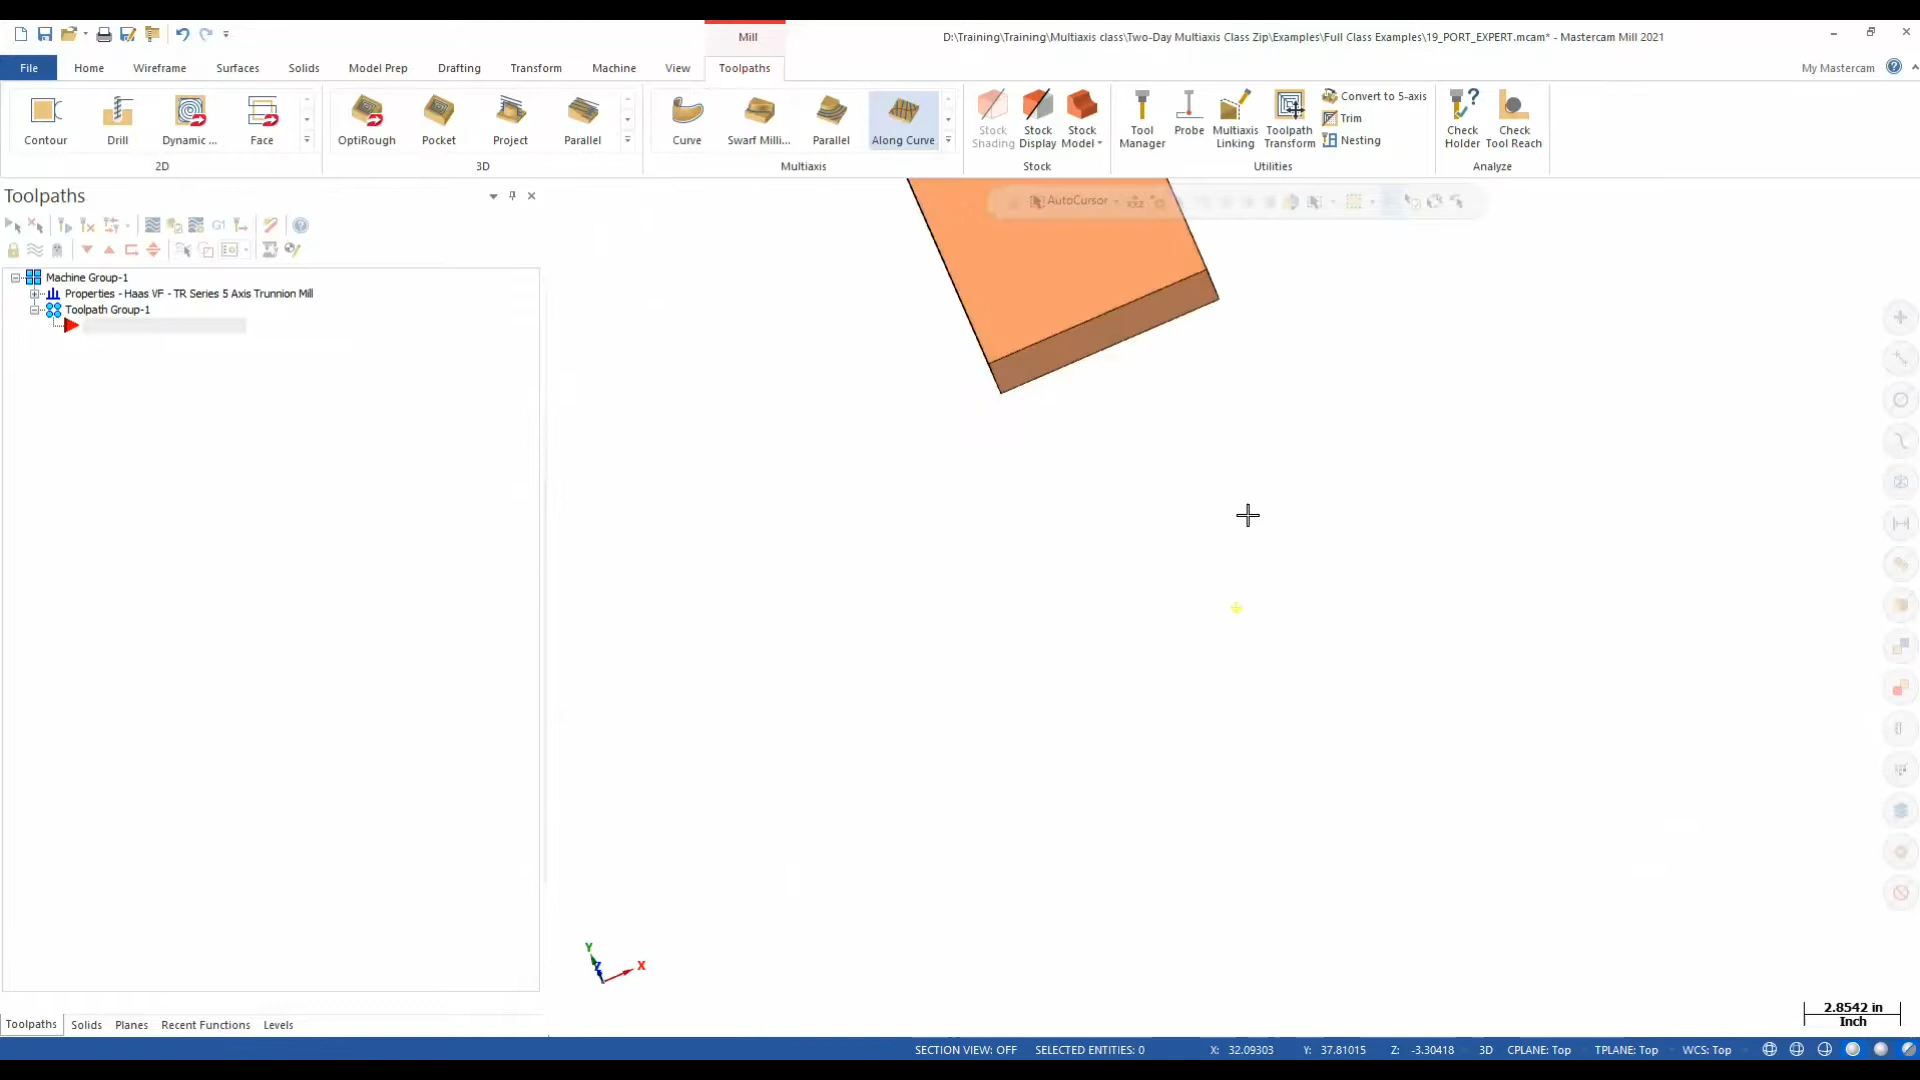 Mill
D:\Training\Training\Multiaxis class\Two-Day Multiaxis Class Zip\Examples\Full Class Examples\19_PORT_EXPERT.mcam* - Mastercam Mill 2021
File Home Wireframe Surfaces Solids Model Prep Drafting Transform Machine View Toolpaths My Mastercam
Contour Drill Dynamic ... Face OptiRough Pocket Project Parallel Curve Swarf Milli... Parallel Along Curve Stock Shading Stock Display Stock Model Tool Manager Probe Multiaxis Linking Toolpath Transform Convert to 5-axis Trim Nesting Check Holder Check Tool Reach
2D 3D Multiaxis Stock Utilities Analyze
Toolpaths
AutoCursor
G1
Machine Group-1
Properties - Haas VF - TR Series 5 Axis Trunnion Mill
Toolpath Group-1
Y
Z
X
2.8542 in
Inch
Toolpaths Solids Planes Recent Functions Levels
SECTION VIEW: OFF SELECTED ENTITIES: 0 X: 32.09303 Y: 37.81015 Z: -3.30418 3D CPLANE: Top TPLANE: Top WCS: Top